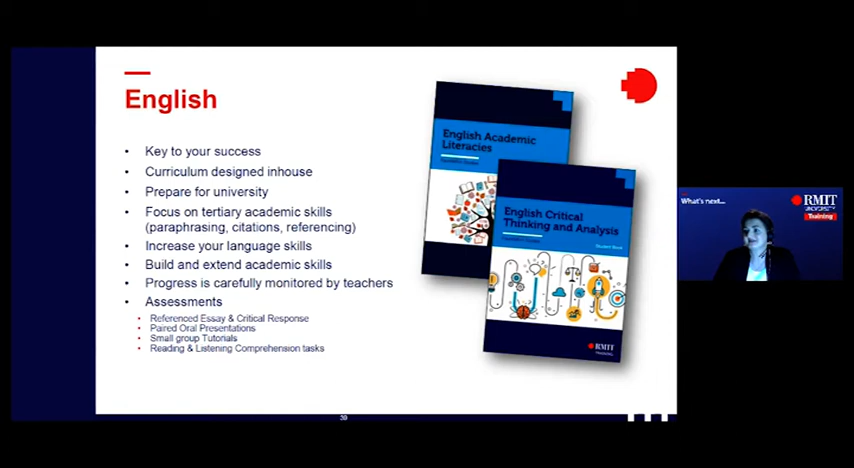 English
Key to your success
Curriculum designed inhouse
Prepare for university
Focus on tertiary academic skills
(paraphrasing, citations, referencing)
Increase your language skills
Build and extend academic skills
Progress is carefully monitored by teachers
Assessments
Referenced Essay & Critical Response
Paired Oral Presentations
Small group Tutorials
Reading & Listening Comprehension tasks
English Academic
Literacies
English Critical
Thinking and Analysis
Student Book
RMIT
TRAINING
39
What's next...
RMIT
UNIVERSITY
Training